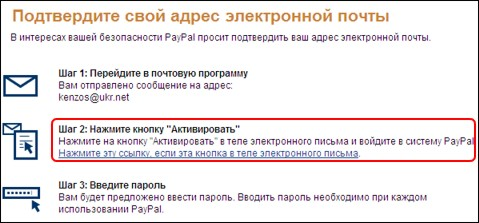 Подтвердите свой адрес электронной почты
В интересах вашей безопасности PayPal просит подтвердить ваш адрес электронной почты.
Шаг 1: Перейдите в почтовую программу
Вам отправлено сообщение на адрес:
kenzos@ukr.net
Шаг 2: Нажмите кнопку "Активировать"
Нажмите на кнопку "Активировать" в теле электронного письма и войдите в систему PayPal
Нажмите эту ссылку, если эта кнопка в теле электронного письма.
Шаг 3: Введите пароль
Вам будет предложено ввести пароль. Вводить пароль необходимо при каждом
использовании PayPal.